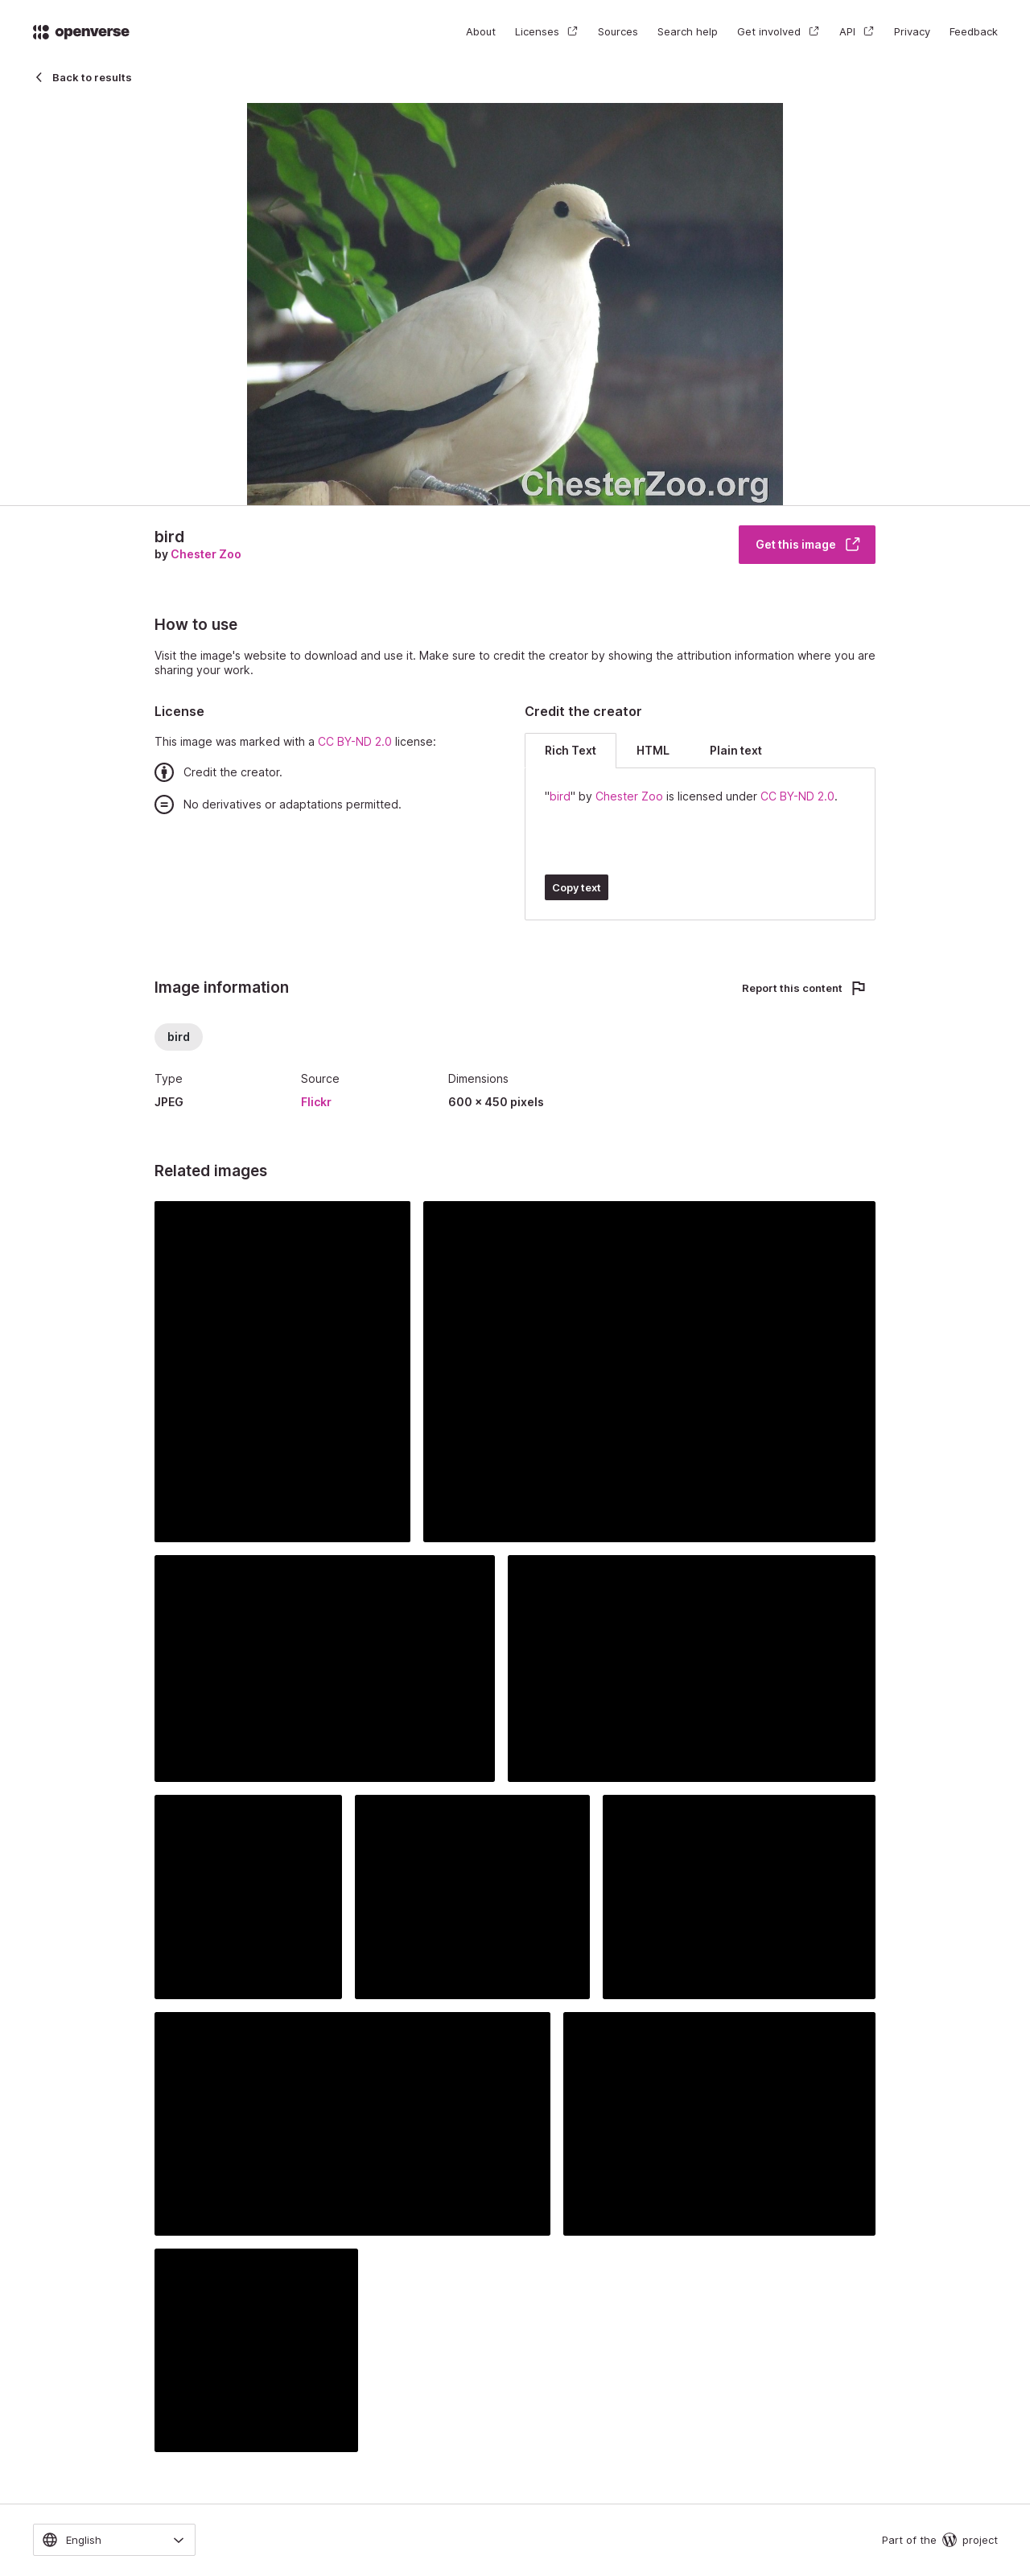 openverse
About Licenses Sources Search help Get involved API Privacy Feedback
Back to results
ChesterZoo.org
bird
by Chester Zoo
Get this image
How to use
Visit the image's website to download and use it. Make sure to credit the creator by showing the attribution information where you are
sharing your work.
License
This image was marked with a CC BY-ND 2.0 license:
Credit the creator.
No derivatives or adaptations permitted.
Credit the creator
Rich Text HTML Plain text
"bird" by Chester Zoo is licensed under CC BY-ND 2.0.
Copy text
Image information
Report this content
bird
Type
JPEG
Source
Flickr
Dimensions
600 × 450 pixels
Related images
English
Part of the project